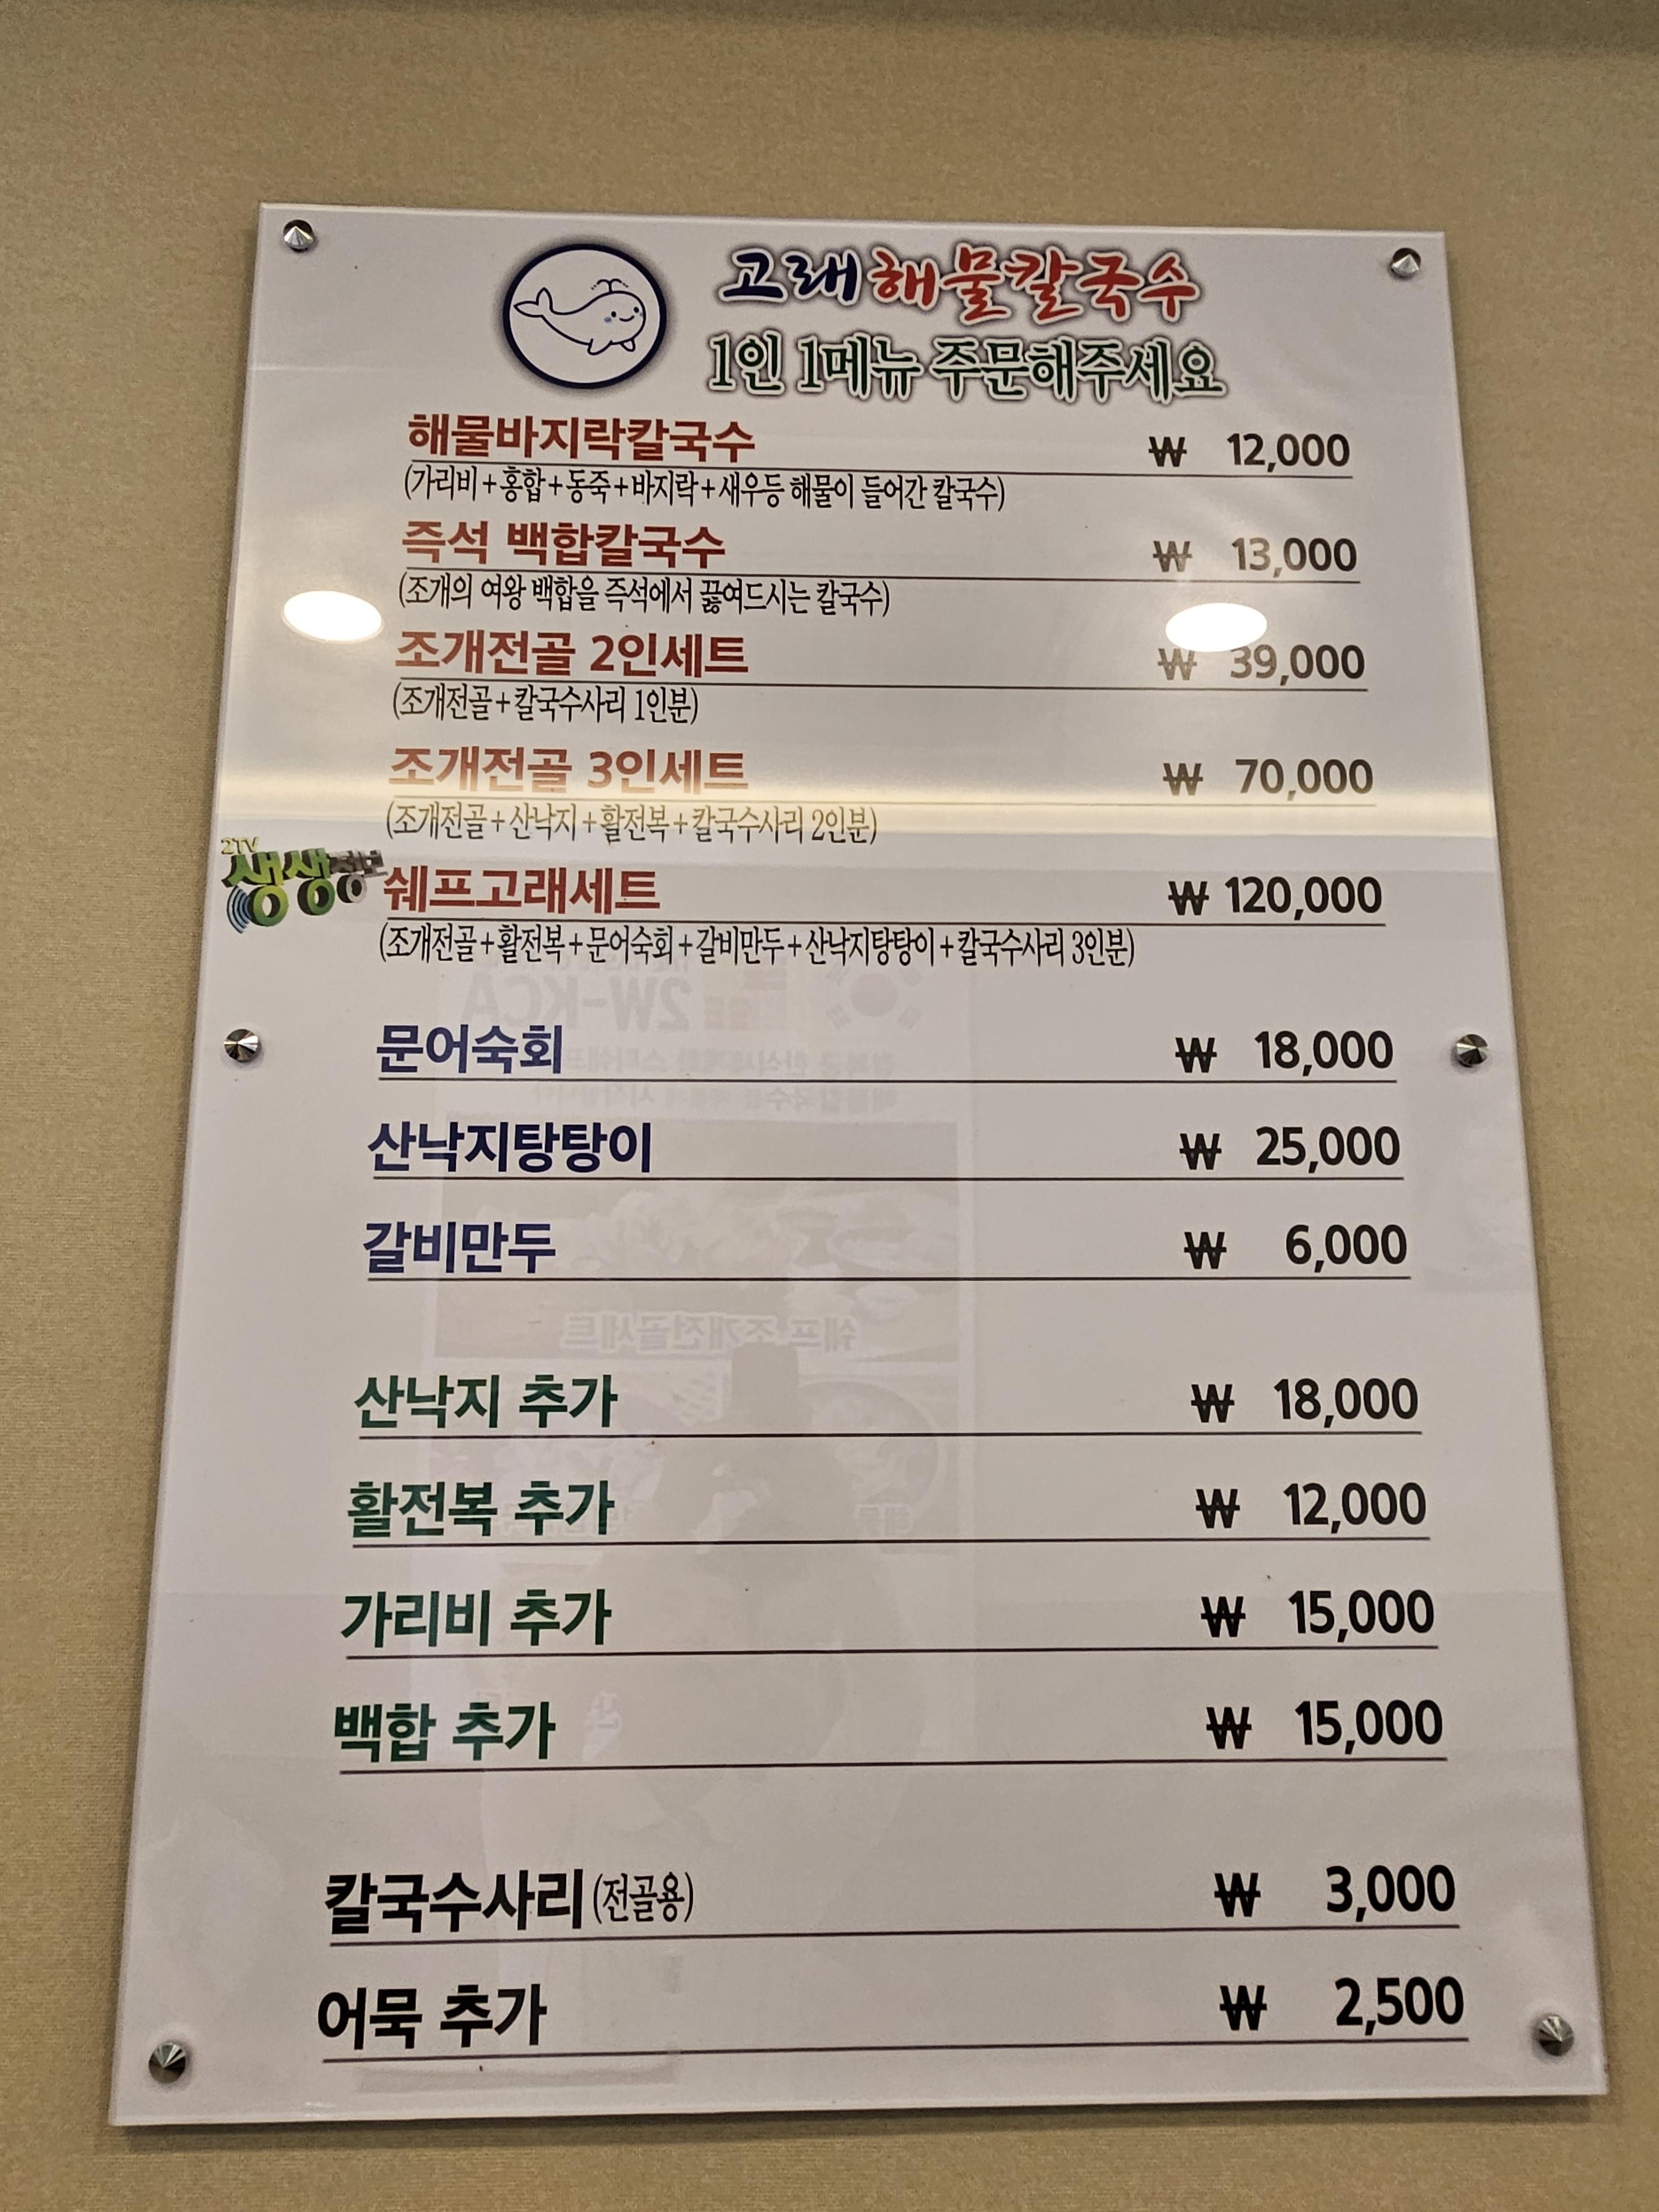 고래해물칼국수
1인 1메뉴 주문해주세요
해물바지락칼국수 ₩ 12,000
(가리비+홍합+동죽+바지락+새우등 해물이 들어간 칼국수)
즉석 백합칼국수 ₩ 13,000
(조개의 여왕 백합을 즉석에서 끓여드시는 칼국수)
조개전골 2인세트 ₩ 39,000
(조개전골+칼국수사리 1인분)
조개전골 3인세트 ₩ 70,000
(조개전골+산낙지+활전복+칼국수사리 2인분)
2TV
생생정보
쉐프고래세트 ₩ 120,000
(조개전골+활전복+문어숙회+갈비만두+산낙지탕탕이+칼국수사리 3인분)
2W-KCA
문어숙회 ₩ 18,000
산낙지탕탕이 ₩ 25,000
갈비만두 ₩ 6,000
쉐프 조개전골세트
산낙지 추가 ₩ 18,000
활전복 추가 ₩ 12,000
가리비 추가 ₩ 15,000
백합 추가 ₩ 15,000
칼국수사리(전골용) ₩ 3,000
어묵 추가 ₩ 2,500